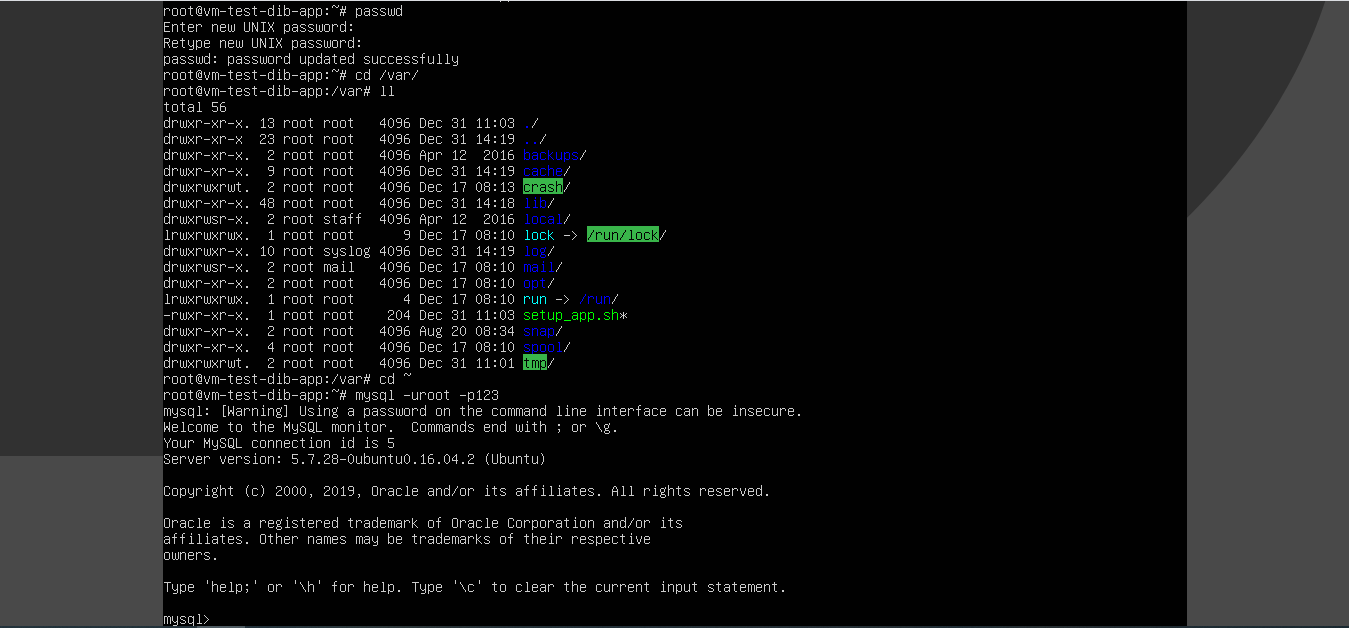 root@vm-test-dib-app:~# passwd
Enter new UNIX password:
Retype new UNIX password:
passwd: password updated successfully
root@vm-test-dib-app:~# cd /var/
root@vm-test-dib-app:/var# ll
total 56
drwxr-xr-x. 13 root root   4096 Dec 31 11:03 ./
drwxr-xr-x  23 root root   4096 Dec 31 14:19 ../
drwxr-xr-x.  2 root root   4096 Apr 12  2016 backups/
drwxr-xr-x.  9 root root   4096 Dec 31 14:19 cache/
drwxrwxrwt.  2 root root   4096 Dec 17 08:13 crash/
drwxr-xr-x. 48 root root   4096 Dec 31 14:18 lib/
drwxrwsr-x.  2 root staff  4096 Apr 12  2016 local/
lrwxrwxrwx.  1 root root      9 Dec 17 08:10 lock -> /run/lock/
drwxrwxr-x. 10 root syslog 4096 Dec 31 14:19 log/
drwxrwsr-x.  2 root mail   4096 Dec 17 08:10 mail/
drwxr-xr-x.  2 root root   4096 Dec 17 08:10 opt/
lrwxrwxrwx.  1 root root      4 Dec 17 08:10 run -> /run/
-rwxr-xr-x.  1 root root    204 Dec 31 11:03 setup_app.sh*
drwxr-xr-x.  2 root root   4096 Aug 20 08:34 snap/
drwxr-xr-x.  4 root root   4096 Dec 17 08:10 spool/
drwxrwxrwt.  2 root root   4096 Dec 31 11:01 tmp/
root@vm-test-dib-app:/var# cd ~
root@vm-test-dib-app:~# mysql -uroot -p123
mysql: [Warning] Using a password on the command line interface can be insecure.
Welcome to the MySQL monitor.  Commands end with ; or \g.
Your MySQL connection id is 5
Server version: 5.7.28-0ubuntu0.16.04.2 (Ubuntu)

Copyright (c) 2000, 2019, Oracle and/or its affiliates. All rights reserved.

Oracle is a registered trademark of Oracle Corporation and/or its
affiliates. Other names may be trademarks of their respective
owners.

Type 'help;' or '\h' for help. Type '\c' to clear the current input statement.

mysql>